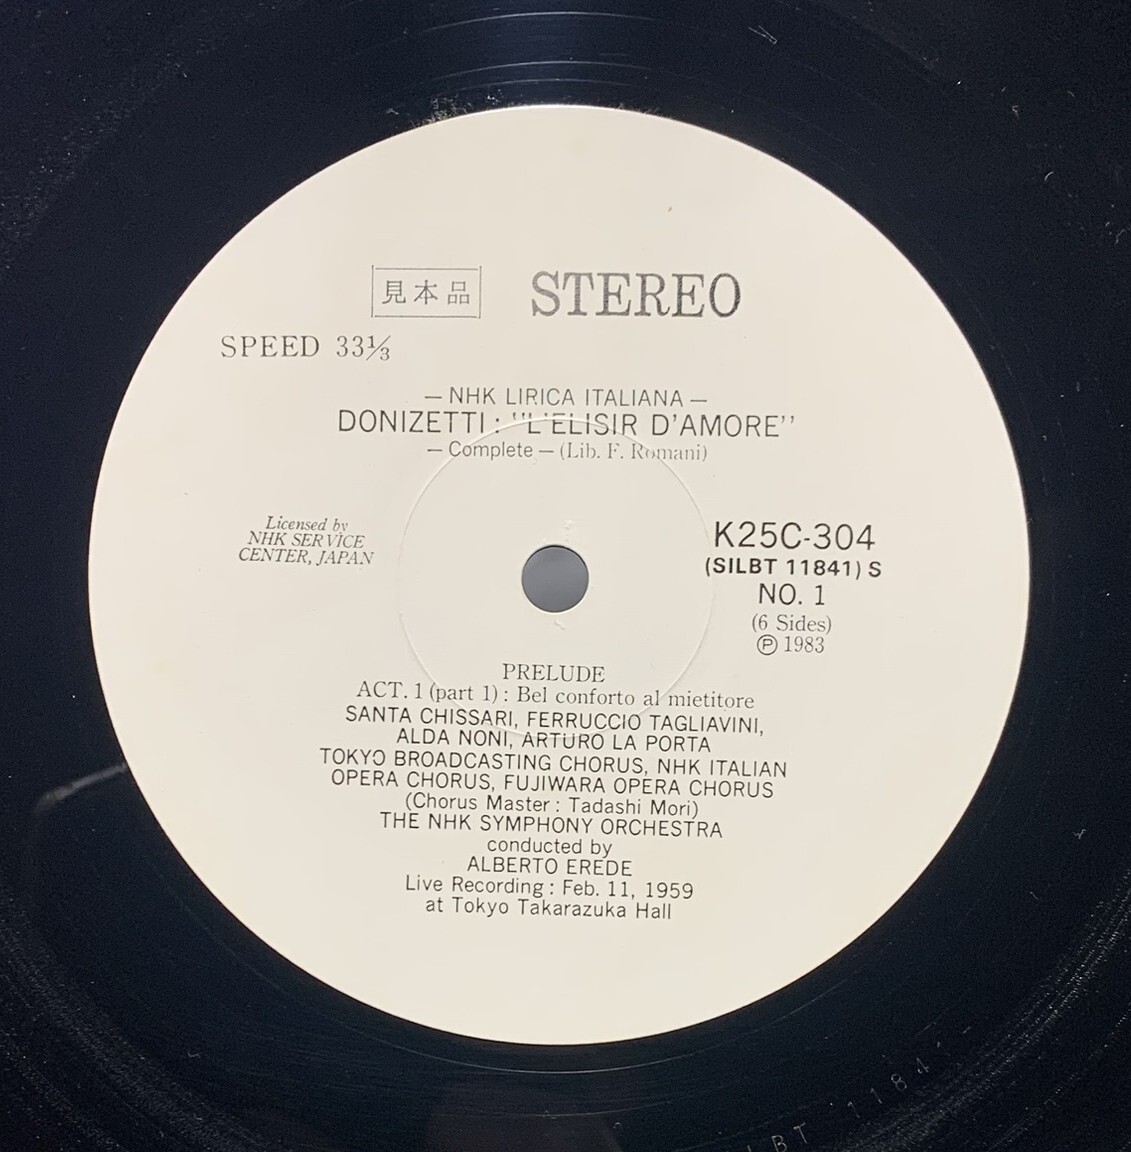 見本品 STEREO
SPEED 33⅓
— NHK LIRICA ITALIANA —
DONIZETTI : "L'ELISIR D'AMORE"
— Complete — (Lib. F. Romani)
Licensed by
NHK SERVICE
CENTER, JAPAN
K25C-304
(SILBT 11841) S
NO. 1
(6 Sides)
Ⓟ 1983
PRELUDE
ACT. 1 (part 1) : Bel conforto al mietitore
SANTA CHISSARI, FERRUCCIO TAGLIAVINI,
ALDA NONI, ARTURO LA PORTA
TOKYO BROADCASTING CHORUS, NHK ITALIAN
OPERA CHORUS, FUJIWARA OPERA CHORUS
(Chorus Master : Tadashi Mori)
THE NHK SYMPHONY ORCHESTRA
conducted by
ALBERTO EREDE
Live Recording : Feb. 11, 1959
at Tokyo Takarazuka Hall